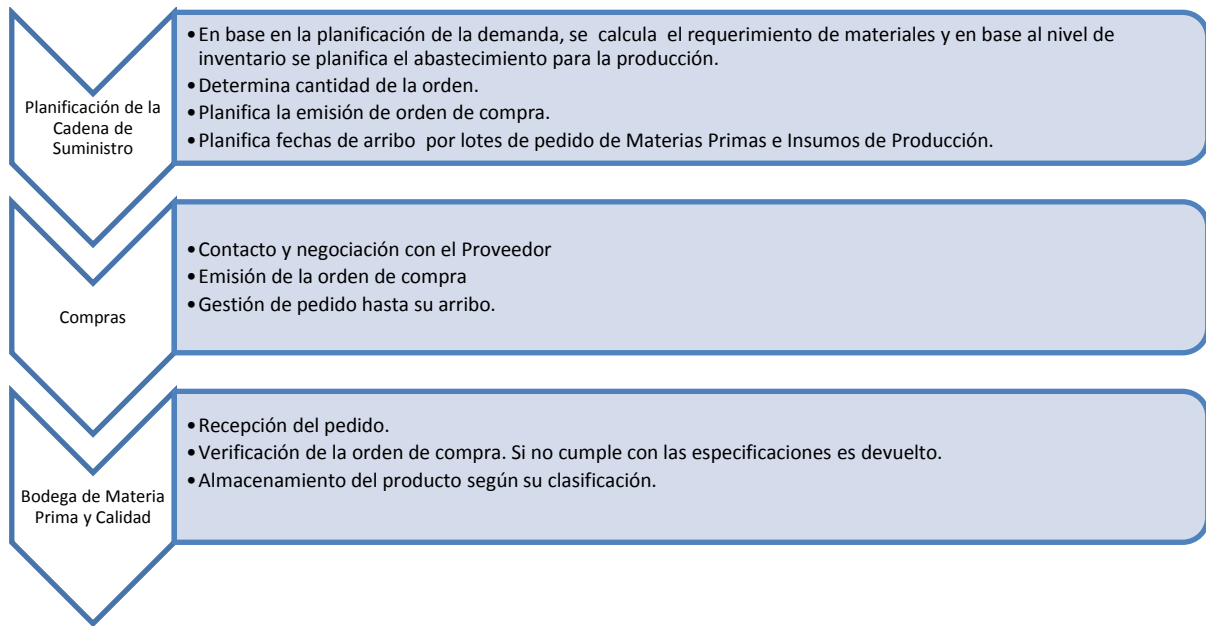 Planificación de la
Cadena de
Suministro
•En base en la planificación de la demanda, se calcula el requerimiento de materiales y en base al nivel de
inventario se planifica el abastecimiento para la producción.
•Determina cantidad de la orden.
•Planifica la emisión de orden de compra.
•Planifica fechas de arribo por lotes de pedido de Materias Primas e Insumos de Producción.
Compras
•Contacto y negociación con el Proveedor
•Emisión de la orden de compra
•Gestión de pedido hasta su arribo.
Bodega de Materia
Prima y Calidad
•Recepción del pedido.
•Verificación de la orden de compra. Si no cumple con las especificaciones es devuelto.
•Almacenamiento del producto según su clasificación.